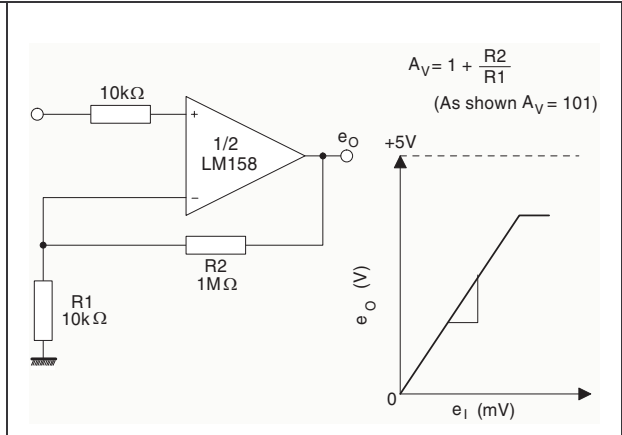 10kΩ
+
1/2
LM158
−
e_O
R2
1MΩ
R1
10kΩ
A_V = 1 + R2
R1
(As shown A_V = 101)
+5V
e_O (V)
0
e_I (mV)